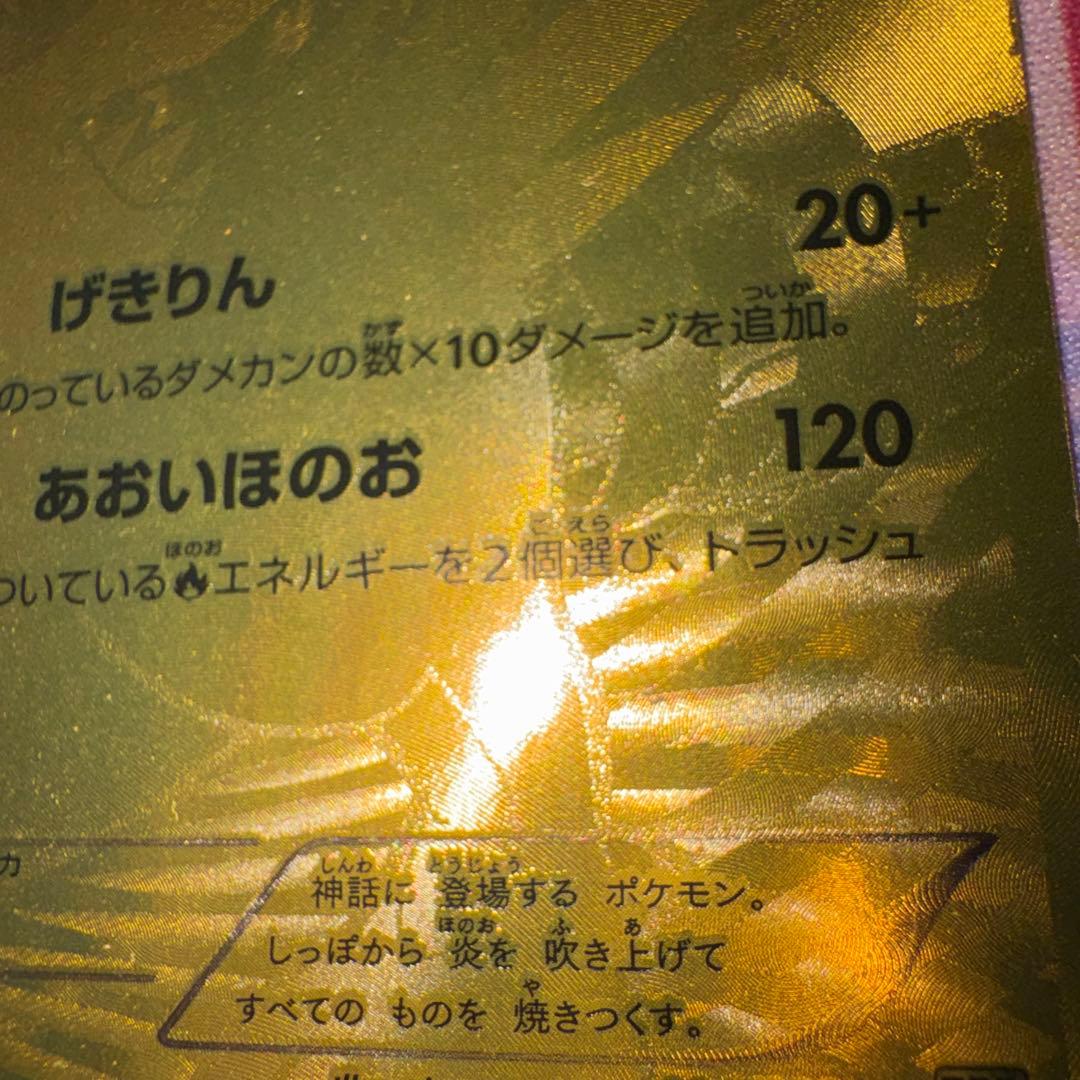 20+
げきりん
のっているダメカンの数×10ダメージを追加。
120
あおいほのお
ついている🔥エネルギーを2個選び、トラッシュ
カ
神話に 登場する ポケモン。
しっぽから 炎を 吹き上げて
すべての ものを 焼きつくす。